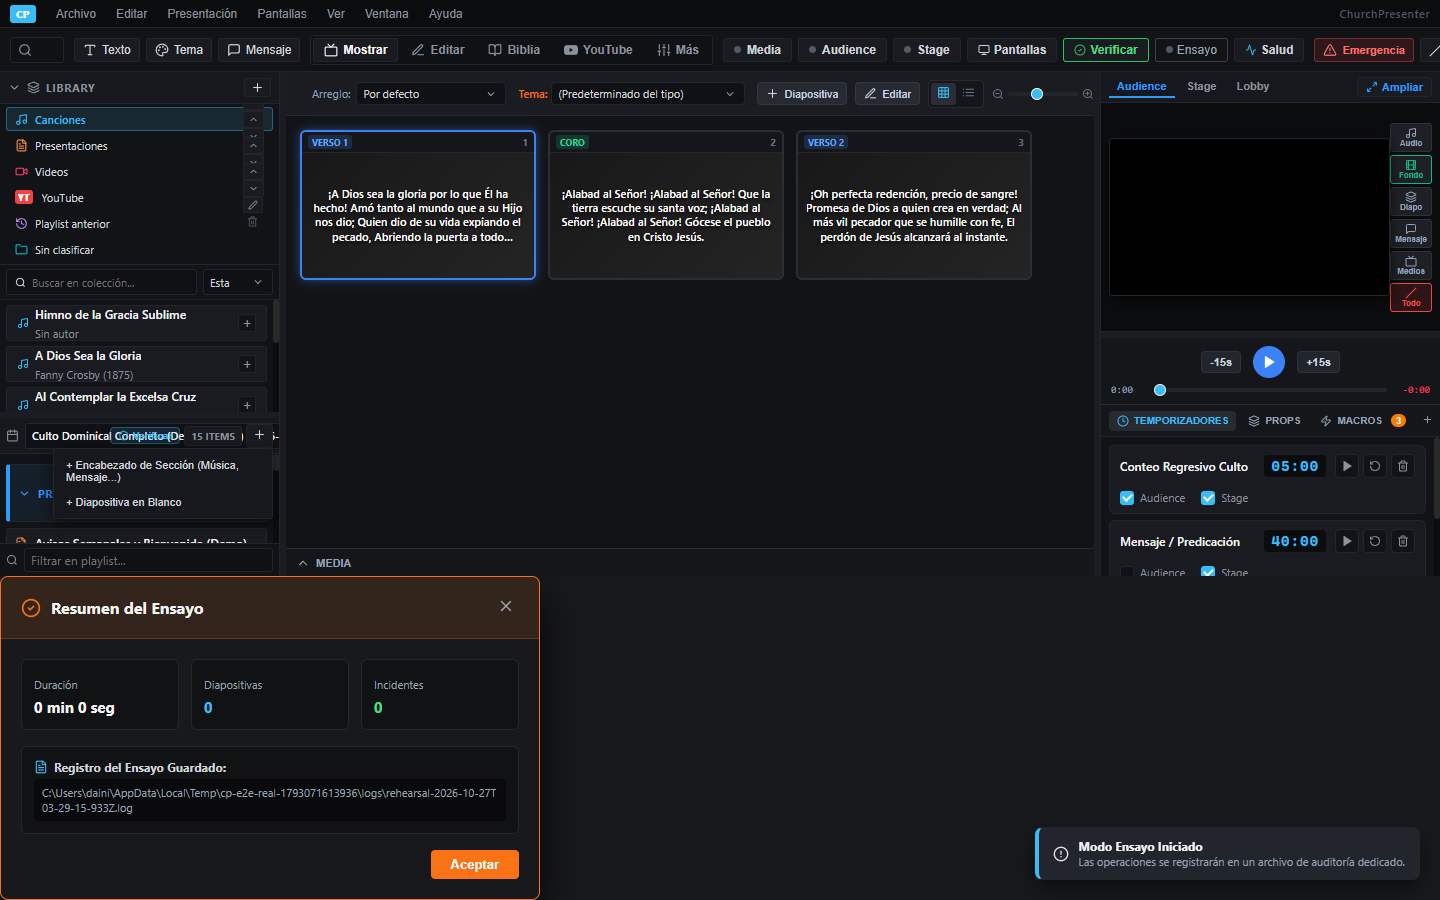 CP Archivo Editar Presentación Pantallas Ver Ventana Ayuda ChurchPresenter
Texto Tema Mensaje Mostrar Editar Biblia YouTube Más Media Audience Stage Pantallas Verificar Ensayo Salud Emergencia
LIBRARY
Canciones
Presentaciones
Videos
YT YouTube
Playlist anterior
Sin clasificar
Buscar en colección... Esta
Himno de la Gracia Sublime
Sin autor
A Dios Sea la Gloria
Fanny Crosby (1875)
Al Contemplar la Excelsa Cruz
Culto Dominical Completo (De 15 ITEMS
+ Encabezado de Sección (Música,
Mensaje...)
+ Diapositiva en Blanco
PR
Avisos Semanales y Bienvenida (Demo)
Filtrar en playlist...
Arreglo: Por defecto Tema: (Predeterminado del tipo) Diapositiva Editar
VERSO 1 1
¡A Dios sea la gloria por lo que Él ha
hecho! Amó tanto al mundo que a su Hijo
nos dio; Quien dio de su vida expiando el
pecado, Abriendo la puerta a todo...
CORO 2
¡Alabad al Señor! ¡Alabad al Señor! Que la
tierra escuche su santa voz; ¡Alabad al
Señor! ¡Alabad al Señor! Gócese el pueblo
en Cristo Jesús.
VERSO 2 3
¡Oh perfecta redención, precio de sangre!
Promesa de Dios a quien crea en verdad; Al
más vil pecador que se humille con fe, El
perdón de Jesús alcanzará al instante.
MEDIA
Audience Stage Lobby Ampliar
Audio
Fondo
Diapo
Mensaje
Medios
Todo
-15s +15s
0:00 -0:00
TEMPORIZADORES PROPS MACROS 3
Conteo Regresivo Culto 05:00
Audience Stage
Mensaje / Predicación 40:00
Audience Stage
Resumen del Ensayo
Duración
0 min 0 seg
Diapositivas
0
Incidentes
0
Registro del Ensayo Guardado:
C:\Users\daini\AppData\Local\Temp\cp-e2e-real-1793071613936\logs\rehearsal-2026-10-27T
03-29-15-933Z.log
Aceptar
Modo Ensayo Iniciado
Las operaciones se registrarán en un archivo de auditoría dedicado.